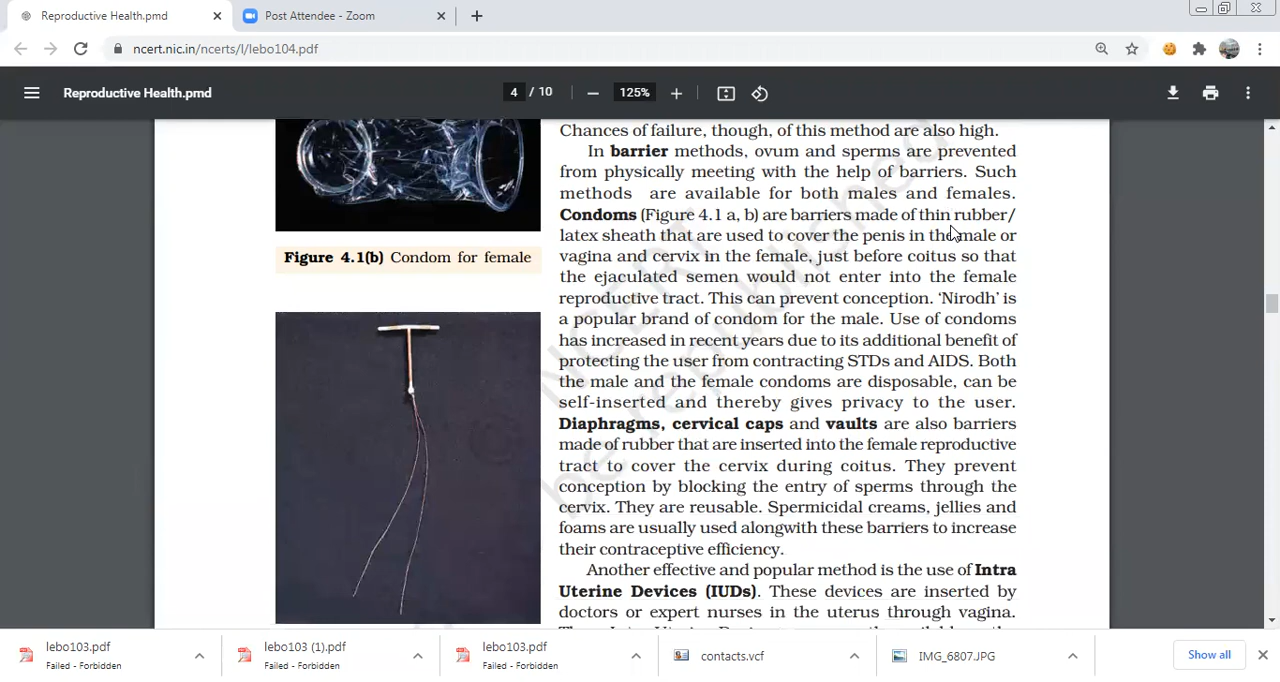 Reproductive Health.pmd
Post Attendee - Zoom
ncert.nic.in/ncerts/l/lebo104.pdf
Reproductive Health.pmd
4 / 10
125%
Chances of failure, though, of this method are also high.
In barrier methods, ovum and sperms are prevented
from physically meeting with the help of barriers. Such
methods are available for both males and females.
Condoms (Figure 4.1 a, b) are barriers made of thin rubber/
latex sheath that are used to cover the penis in the male or
vagina and cervix in the female, just before coitus so that
the ejaculated semen would not enter into the female
reproductive tract. This can prevent conception. ‘Nirodh’ is
a popular brand of condom for the male. Use of condoms
has increased in recent years due to its additional benefit of
protecting the user from contracting STDs and AIDS. Both
the male and the female condoms are disposable, can be
self-inserted and thereby gives privacy to the user.
Diaphragms, cervical caps and vaults are also barriers
made of rubber that are inserted into the female reproductive
tract to cover the cervix during coitus. They prevent
conception by blocking the entry of sperms through the
cervix. They are reusable. Spermicidal creams, jellies and
foams are usually used alongwith these barriers to increase
their contraceptive efficiency.
Another effective and popular method is the use of Intra
Uterine Devices (IUDs). These devices are inserted by
doctors or expert nurses in the uterus through vagina.
Figure 4.1(b) Condom for female
NCERT
be republished
lebo103.pdf
Failed - Forbidden
lebo103 (1).pdf
Failed - Forbidden
lebo103.pdf
Failed - Forbidden
contacts.vcf
IMG_6807.JPG
Show all